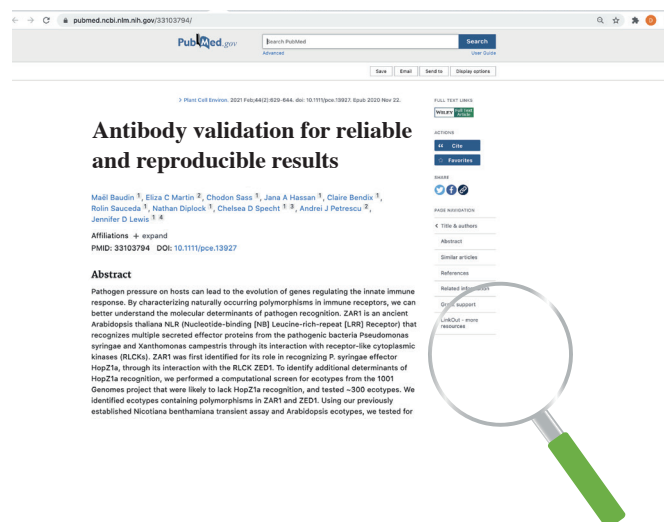 pubmed.ncbi.nlm.nih.gov/33103794/
PubMed.gov
Search PubMed
Search
Advanced
User Guide
Save Email Send to Display options
> Plant Cell Environ. 2021 Feb;44(2):629-644. doi: 10.1111/pce.13927. Epub 2020 Nov 22.
Antibody validation for reliable
and reproducible results
Maël Baudin 1, Eliza C Martin 2, Chodon Sass 1, Jana A Hassan 1, Claire Bendix 1,
Rolin Sauceda 1, Nathan Diplock 1, Chelsea D Specht 1 3, Andrei J Petrescu 2,
Jennifer D Lewis 1 4
Affiliations + expand
PMID: 33103794 DOI: 10.1111/pce.13927
Abstract
Pathogen pressure on hosts can lead to the evolution of genes regulating the innate immune
response. By characterizing naturally occurring polymorphisms in immune receptors, we can
better understand the molecular determinants of pathogen recognition. ZAR1 is an ancient
Arabidopsis thaliana NLR (Nucleotide-binding [NB] Leucine-rich-repeat [LRR] Receptor) that
recognizes multiple secreted effector proteins from the pathogenic bacteria Pseudomonas
syringae and Xanthomonas campestris through its interaction with receptor-like cytoplasmic
kinases (RLCKs). ZAR1 was first identified for its role in recognizing P. syringae effector
HopZ1a, through its interaction with the RLCK ZED1. To identify additional determinants of
HopZ1a recognition, we performed a computational screen for ecotypes from the 1001
Genomes project that were likely to lack HopZ1a recognition, and tested ~300 ecotypes. We
identified ecotypes containing polymorphisms in ZAR1 and ZED1. Using our previously
established Nicotiana benthamiana transient assay and Arabidopsis ecotypes, we tested for
FULL TEXT LINKS
WILEY Full Text Article
ACTIONS
Cite
Favorites
SHARE
PAGE NAVIGATION
Title & authors
Abstract
Similar articles
References
Related information
Grant support
LinkOut - more
resources